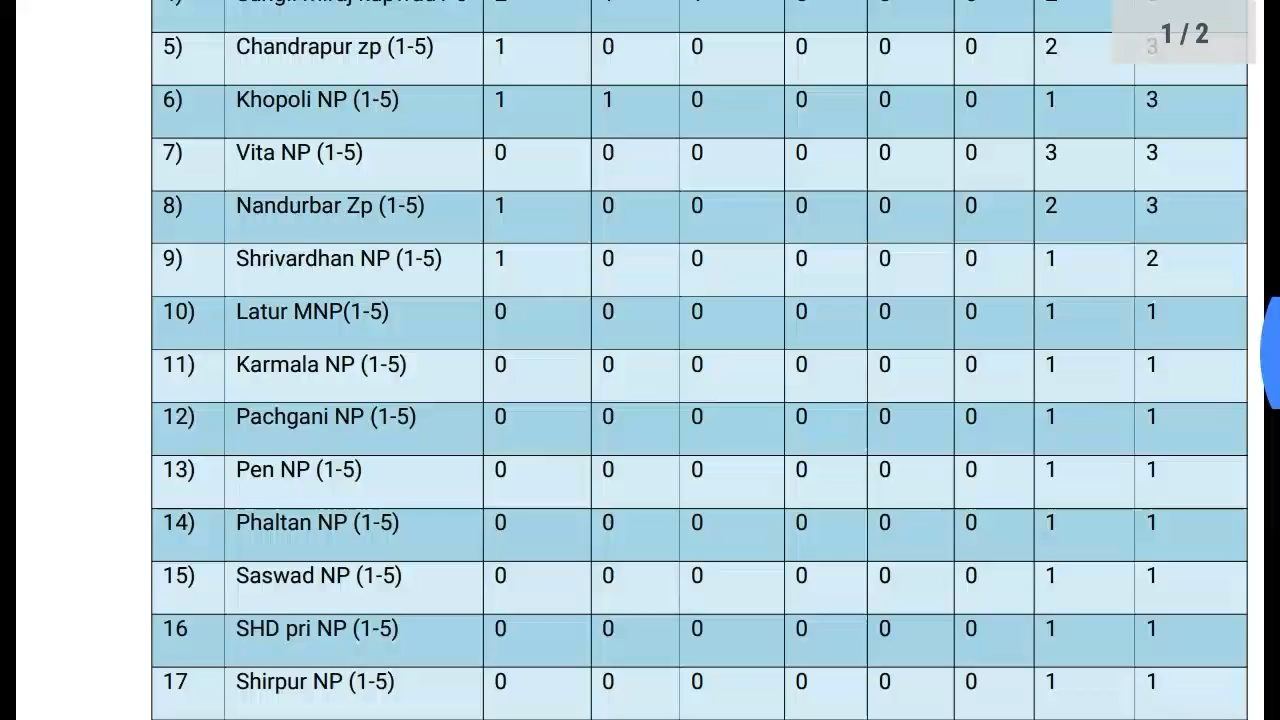 5) Chandrapur zp (1-5) 1 0 0 0 0 0 2 3
1 / 2
6) Khopoli NP (1-5) 1 1 0 0 0 0 1 3
7) Vita NP (1-5) 0 0 0 0 0 0 3 3
8) Nandurbar Zp (1-5) 1 0 0 0 0 0 2 3
9) Shrivardhan NP (1-5) 1 0 0 0 0 0 1 2
10) Latur MNP(1-5) 0 0 0 0 0 0 1 1
11) Karmala NP (1-5) 0 0 0 0 0 0 1 1
12) Pachgani NP (1-5) 0 0 0 0 0 0 1 1
13) Pen NP (1-5) 0 0 0 0 0 0 1 1
14) Phaltan NP (1-5) 0 0 0 0 0 0 1 1
15) Saswad NP (1-5) 0 0 0 0 0 0 1 1
16 SHD pri NP (1-5) 0 0 0 0 0 0 1 1
17 Shirpur NP (1-5) 0 0 0 0 0 0 1 1